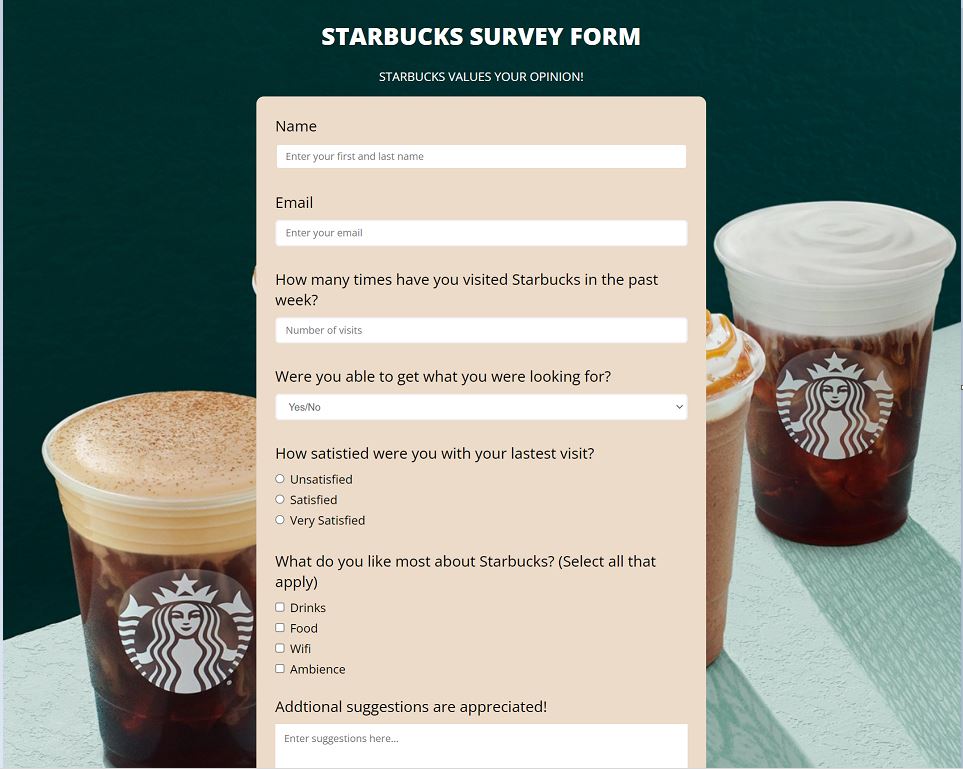 STARBUCKS SURVEY FORM
STARBUCKS VALUES YOUR OPINION!
Name
Enter your first and last name
Email
Enter your email
How many times have you visited Starbucks in the past
week?
Number of visits
Were you able to get what you were looking for?
Yes/No
How satistied were you with your lastest visit?
Unsatisfied
Satisfied
Very Satisfied
What do you like most about Starbucks? (Select all that
apply)
Drinks
Food
Wifi
Ambience
Addtional suggestions are appreciated!
Enter suggestions here...